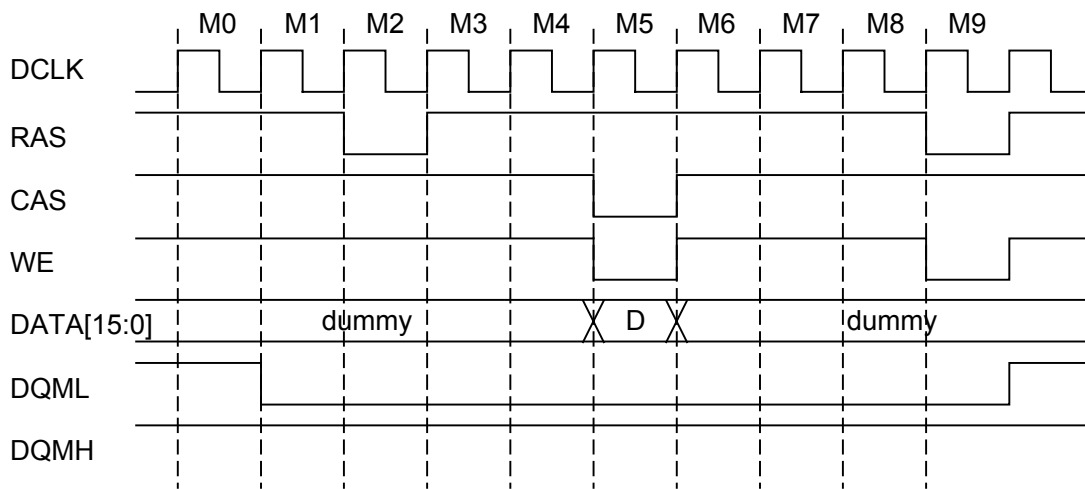 M0 M1 M2 M3 M4 M5 M6 M7 M8 M9
DCLK
RAS
CAS
WE
DATA[15:0] dummy D dummy
DQML
DQMH